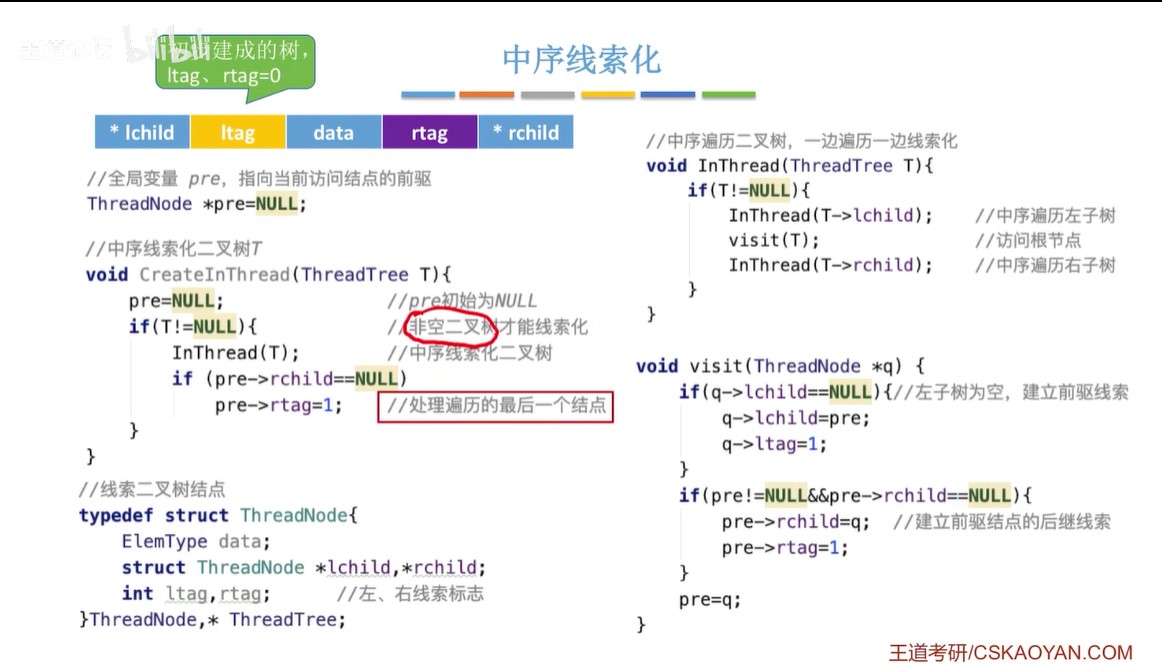 bilibili
初步建成的树，
ltag、rtag=0
中序线索化
* lchild ltag data rtag * rchild
//全局变量 pre，指向当前访问结点的前驱
ThreadNode *pre=NULL;
//中序线索化二叉树T
void CreateInThread(ThreadTree T){
pre=NULL; //pre初始为NULL
if(T!=NULL){ //非空二叉树才能线索化
InThread(T); //中序线索化二叉树
if (pre->rchild==NULL)
pre->rtag=1; //处理遍历的最后一个结点
}
}
//线索二叉树结点
typedef struct ThreadNode{
ElemType data;
struct ThreadNode *lchild,*rchild;
int ltag,rtag; //左、右线索标志
}ThreadNode,* ThreadTree;
//中序遍历二叉树，一边遍历一边线索化
void InThread(ThreadTree T){
if(T!=NULL){
InThread(T->lchild); //中序遍历左子树
visit(T); //访问根节点
InThread(T->rchild); //中序遍历右子树
}
}
void visit(ThreadNode *q) {
if(q->lchild==NULL){//左子树为空，建立前驱线索
q->lchild=pre;
q->ltag=1;
}
if(pre!=NULL&&pre->rchild==NULL){
pre->rchild=q; //建立前驱结点的后继线索
pre->rtag=1;
}
pre=q;
}
王道考研/CSKAOYAN.COM